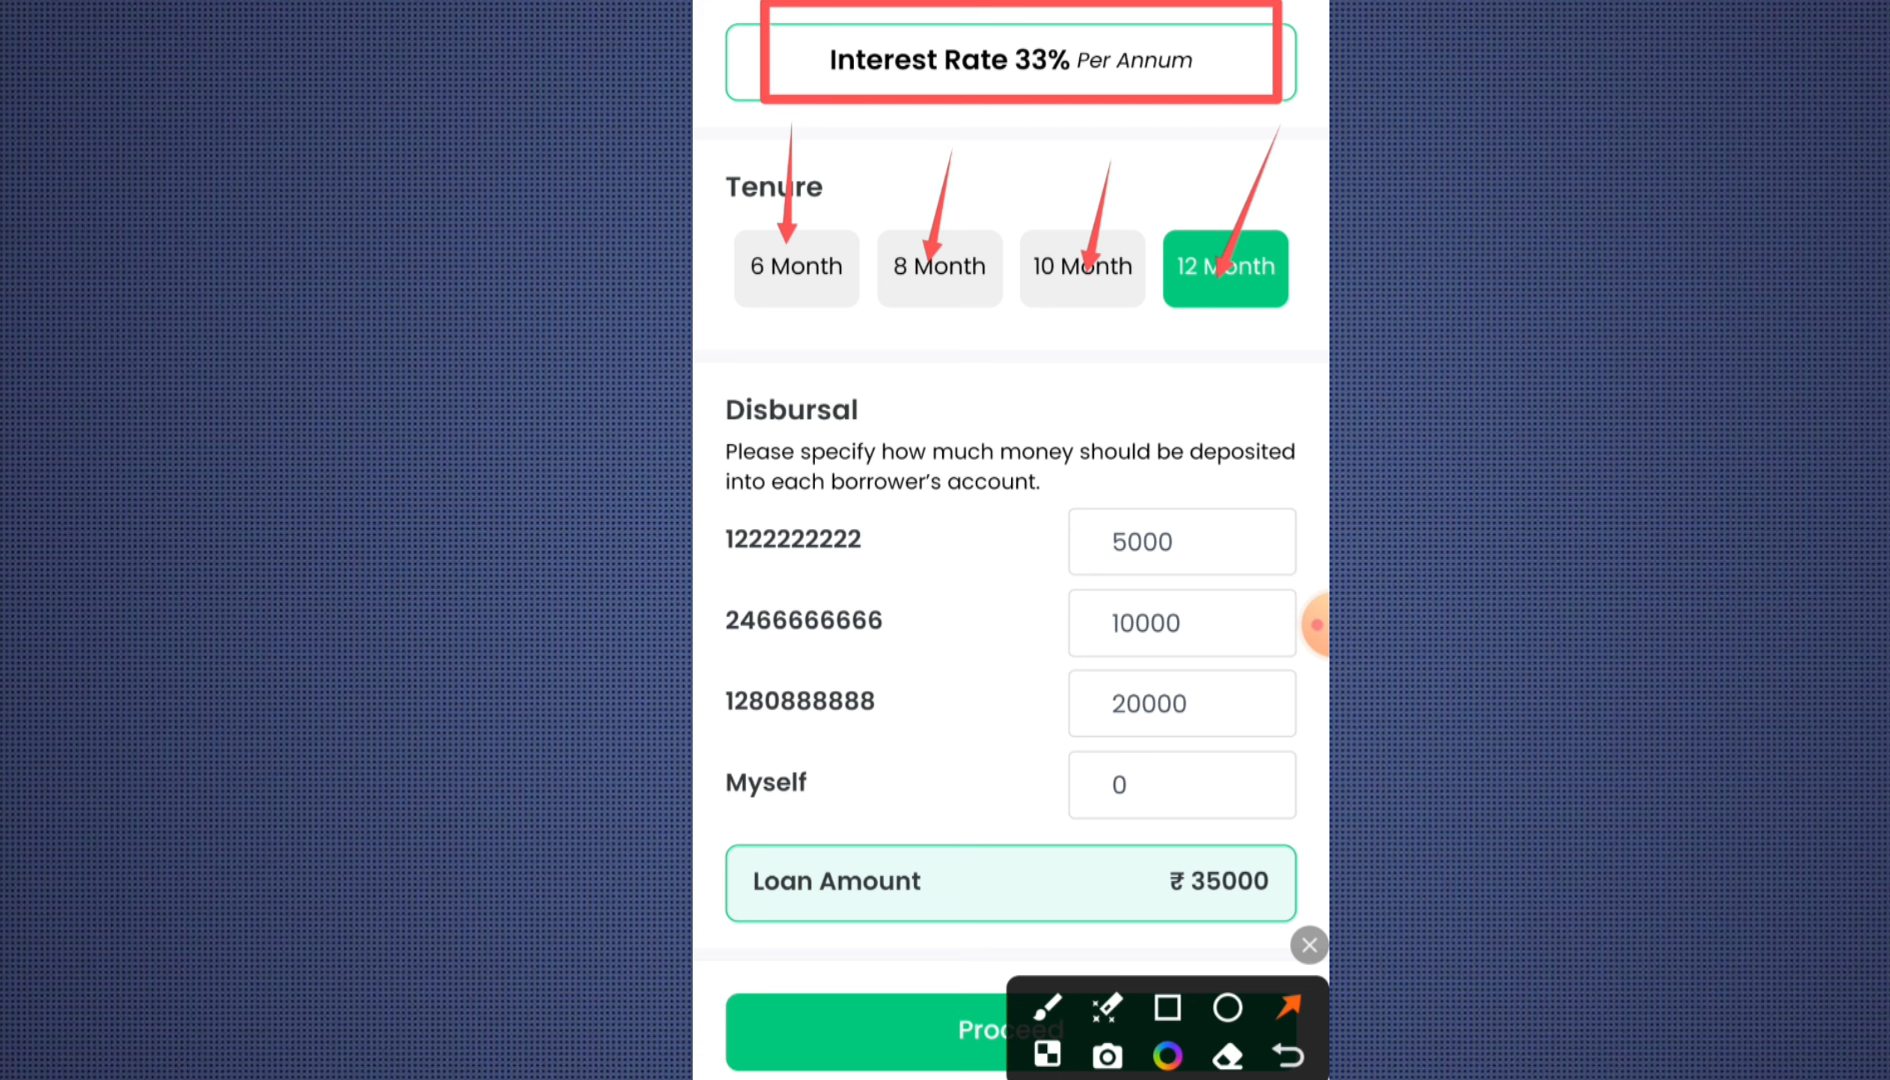 Interest Rate 33% Per Annum
Tenure
6 Month 8 Month 10 Month 12 Month
Disbursal
Please specify how much money should be deposited
into each borrower’s account.
1222222222 5000
2466666666 10000
1280888888 20000
Myself 0
Loan Amount ₹ 35000
Proceed